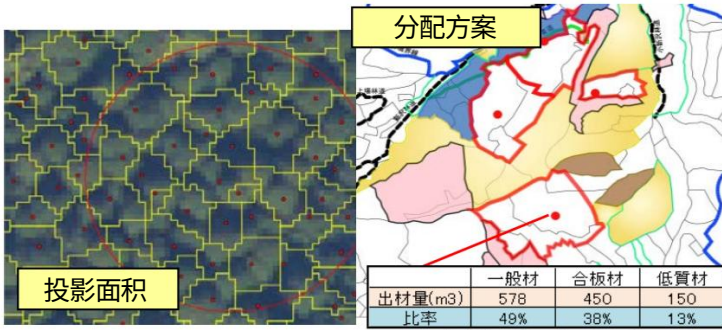 分配方案
投影面积
一般材 合板材 低質材
出材量(m3) 578 450 150
比率 49% 38% 13%